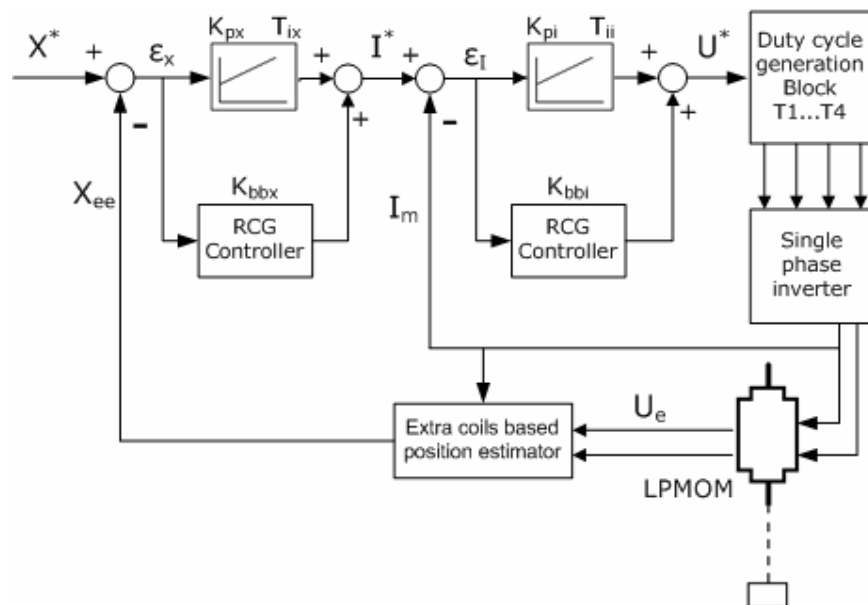 X*
+
-
εx
Kpx
Tix
+
+
I*
+
-
εI
Kpi
Tii
+
+
U*
Duty cycle
generation
Block
T1...T4
Xee
Kbbx
RCG
Controller
Im
Kbbi
RCG
Controller
Single
phase
inverter
Extra coils based
position estimator
Ue
LPMOM